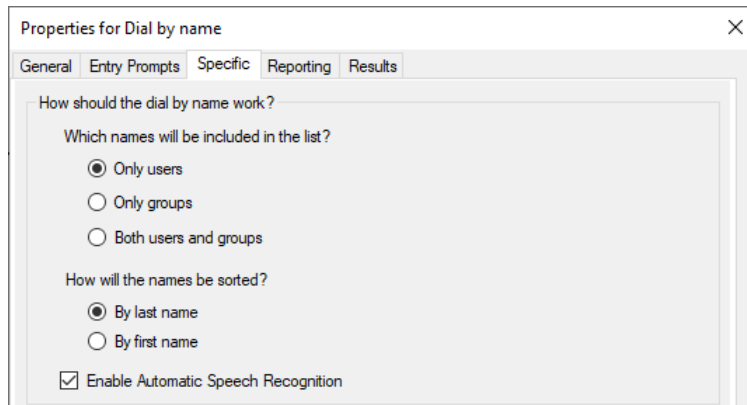 Properties for Dial by name
General Entry Prompts Specific Reporting Results
How should the dial by name work?
Which names will be included in the list?
Only users
Only groups
Both users and groups
How will the names be sorted?
By last name
By first name
Enable Automatic Speech Recognition